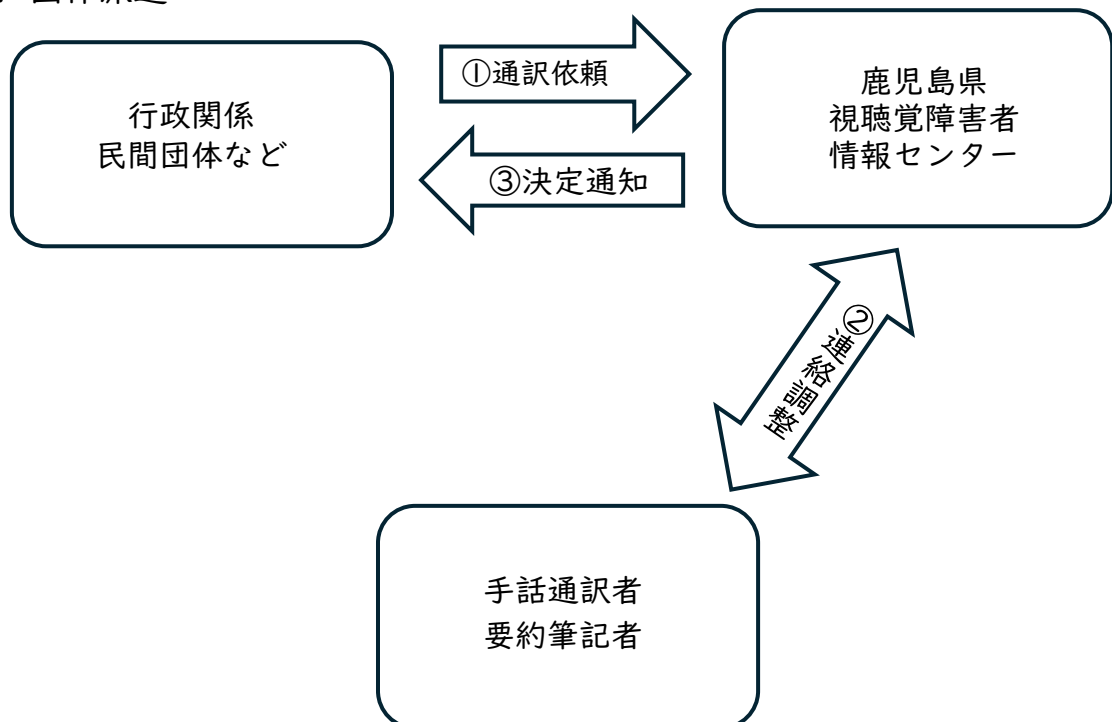 行政関係
民間団体など
①通訳依頼
③決定通知
鹿児島県
視聴覚障害者
情報センター
②連絡調整
手話通訳者
要約筆記者